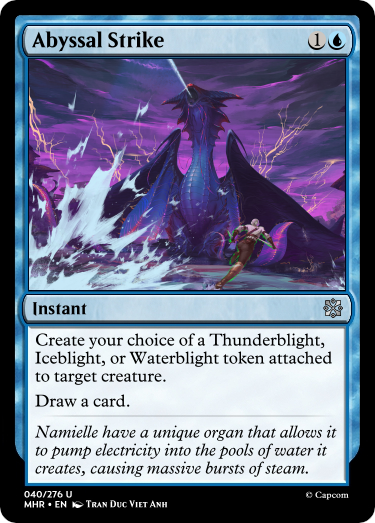 Abyssal Strike 1
Instant
Create your choice of a Thunderblight,
Iceblight, or Waterblight token attached
to target creature.
Draw a card.
Namielle have a unique organ that allows it
to pump electricity into the pools of water it
creates, causing massive bursts of steam.
040/276 U
MHR • EN Tran Duc Viet Anh
© Capcom